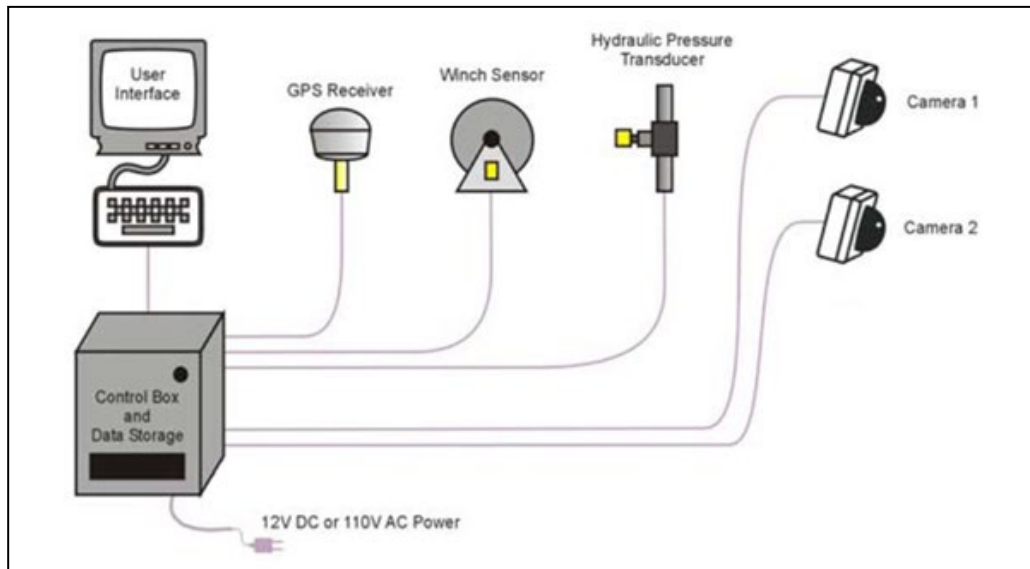 User
Interface
GPS Receiver
Winch Sensor
Hydraulic Pressure
Transducer
Camera 1
Camera 2
Control Box
and
Data Storage
12V DC or 110V AC Power